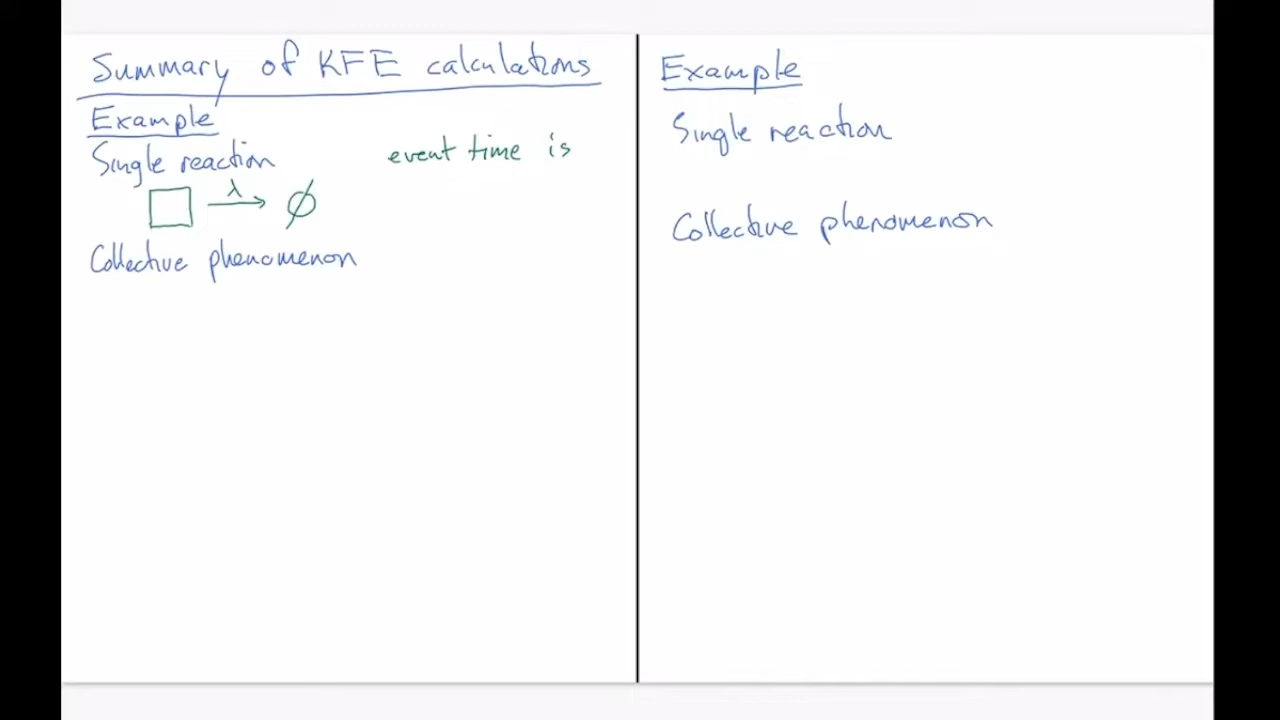 Summary of KFE calculations
Example
Single reaction event time is
□ λ→ ∅
Collective phenomenon
Example
Single reaction
Collective phenomenon